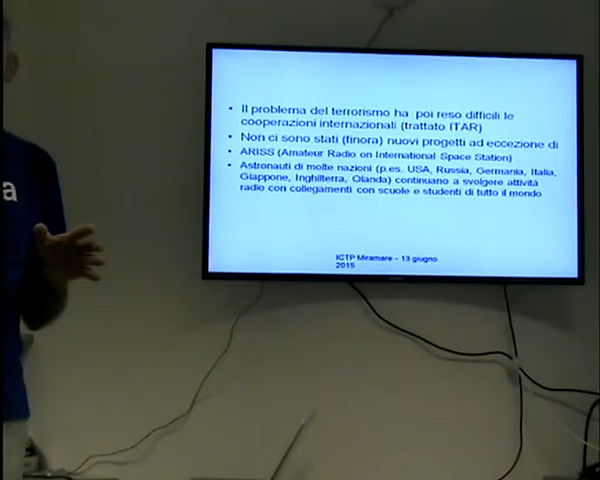 • Il problema del terrorismo ha poi reso difficili le
cooperazioni internazionali (trattato ITAR)
• Non ci sono stati (finora) nuovi progetti ad eccezione di
• ARISS (Amateur Radio on International Space Station)
• Astronauti di molte nazioni (p.es. USA, Russia, Germania, Italia,
Giappone, Inghilterra, Olanda) continuano a svolgere attività
radio con collegamenti con scuole e studenti di tutto il mondo
ICTP Miramare - 13 giugno
2015
a